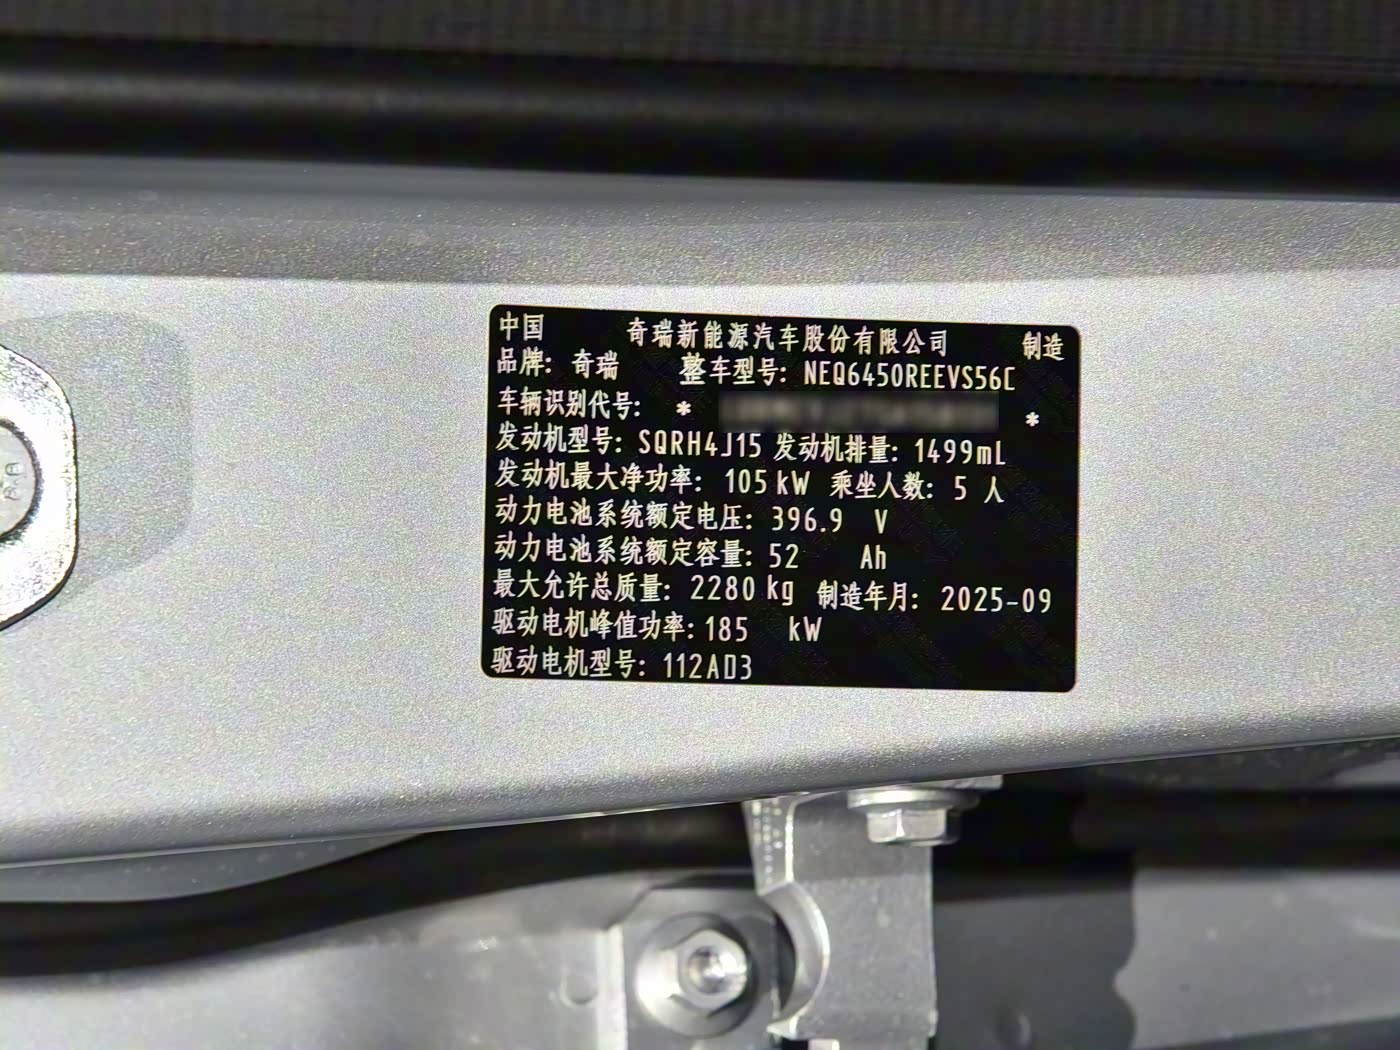 中国 奇瑞新能源汽车股份有限公司 制造
品牌: 奇瑞 整车型号: NEQ6450REEVS56C
车辆识别代号: * *
发动机型号: SQRH4J15 发动机排量: 1499mL
发动机最大净功率: 105 kW 乘坐人数: 5 人
动力电池系统额定电压: 396.9 V
动力电池系统额定容量: 52 Ah
最大允许总质量: 2280 kg 制造年月: 2025-09
驱动电机峰值功率: 185 kW
驱动电机型号: 112AD3